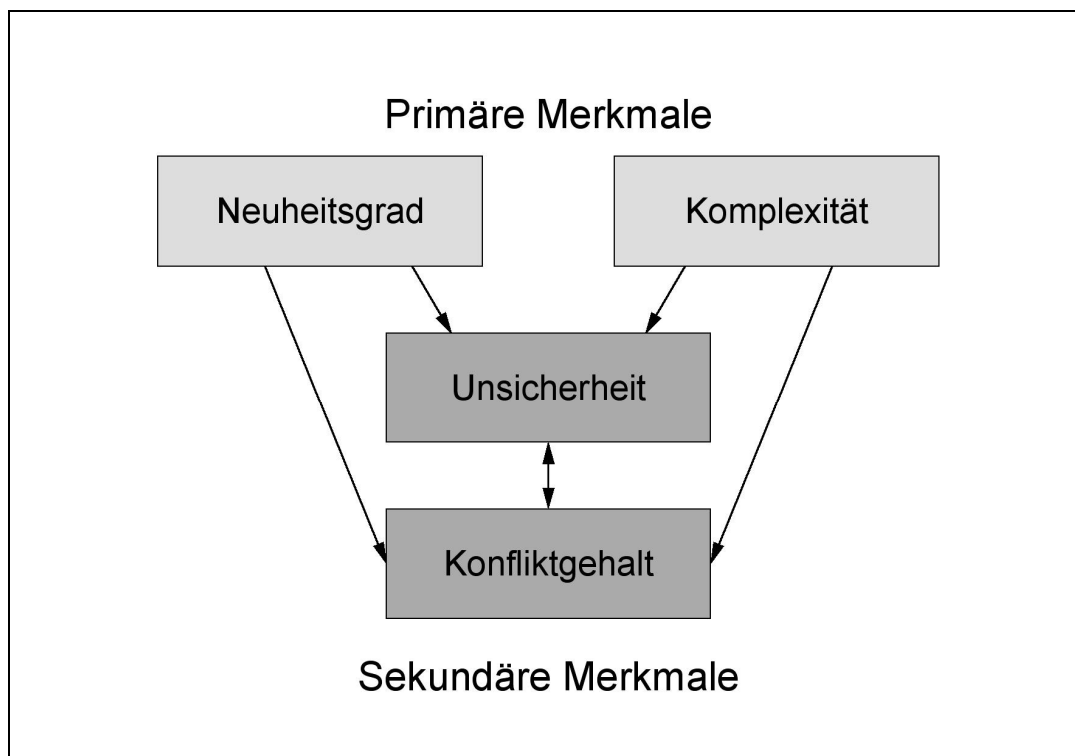 Primäre Merkmale
Neuheitsgrad
Komplexität
Unsicherheit
Konfliktgehalt
Sekundäre Merkmale